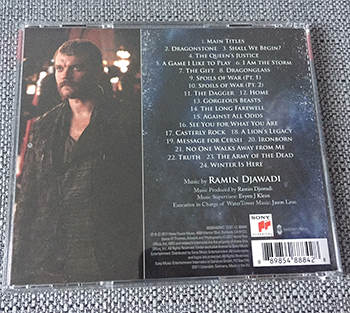 1. Main Titles
2. Dragonstone 3. Shall We Begin?
4. The Queen's Justice
5. A Game I Like to Play 6. I am the Storm
7. The Gift 8. Dragonglass
9. Spoils of War (Pt. 1)
10. Spoils of War (Pt. 2)
11. The Dagger 12. Home
13. Gorgeous Beasts
14. The Long Farewell
15. Against All Odds
16. See You for What You Are
17. Casterly Rock 18. A Lion's Legacy
19. Message for Cersei 20. Ironborn
21. No One Walks Away from Me
22. Truth 23. The Army of the Dead
24. Winter Is Here
Music by Ramin Djawadi
Music Produced by Ramin Djawadi
Music Supervisor: Evyen J Klean
Executive in Charge of WaterTower Music: Jason Linn
SONY
MUSIC
8 89854 88842 8